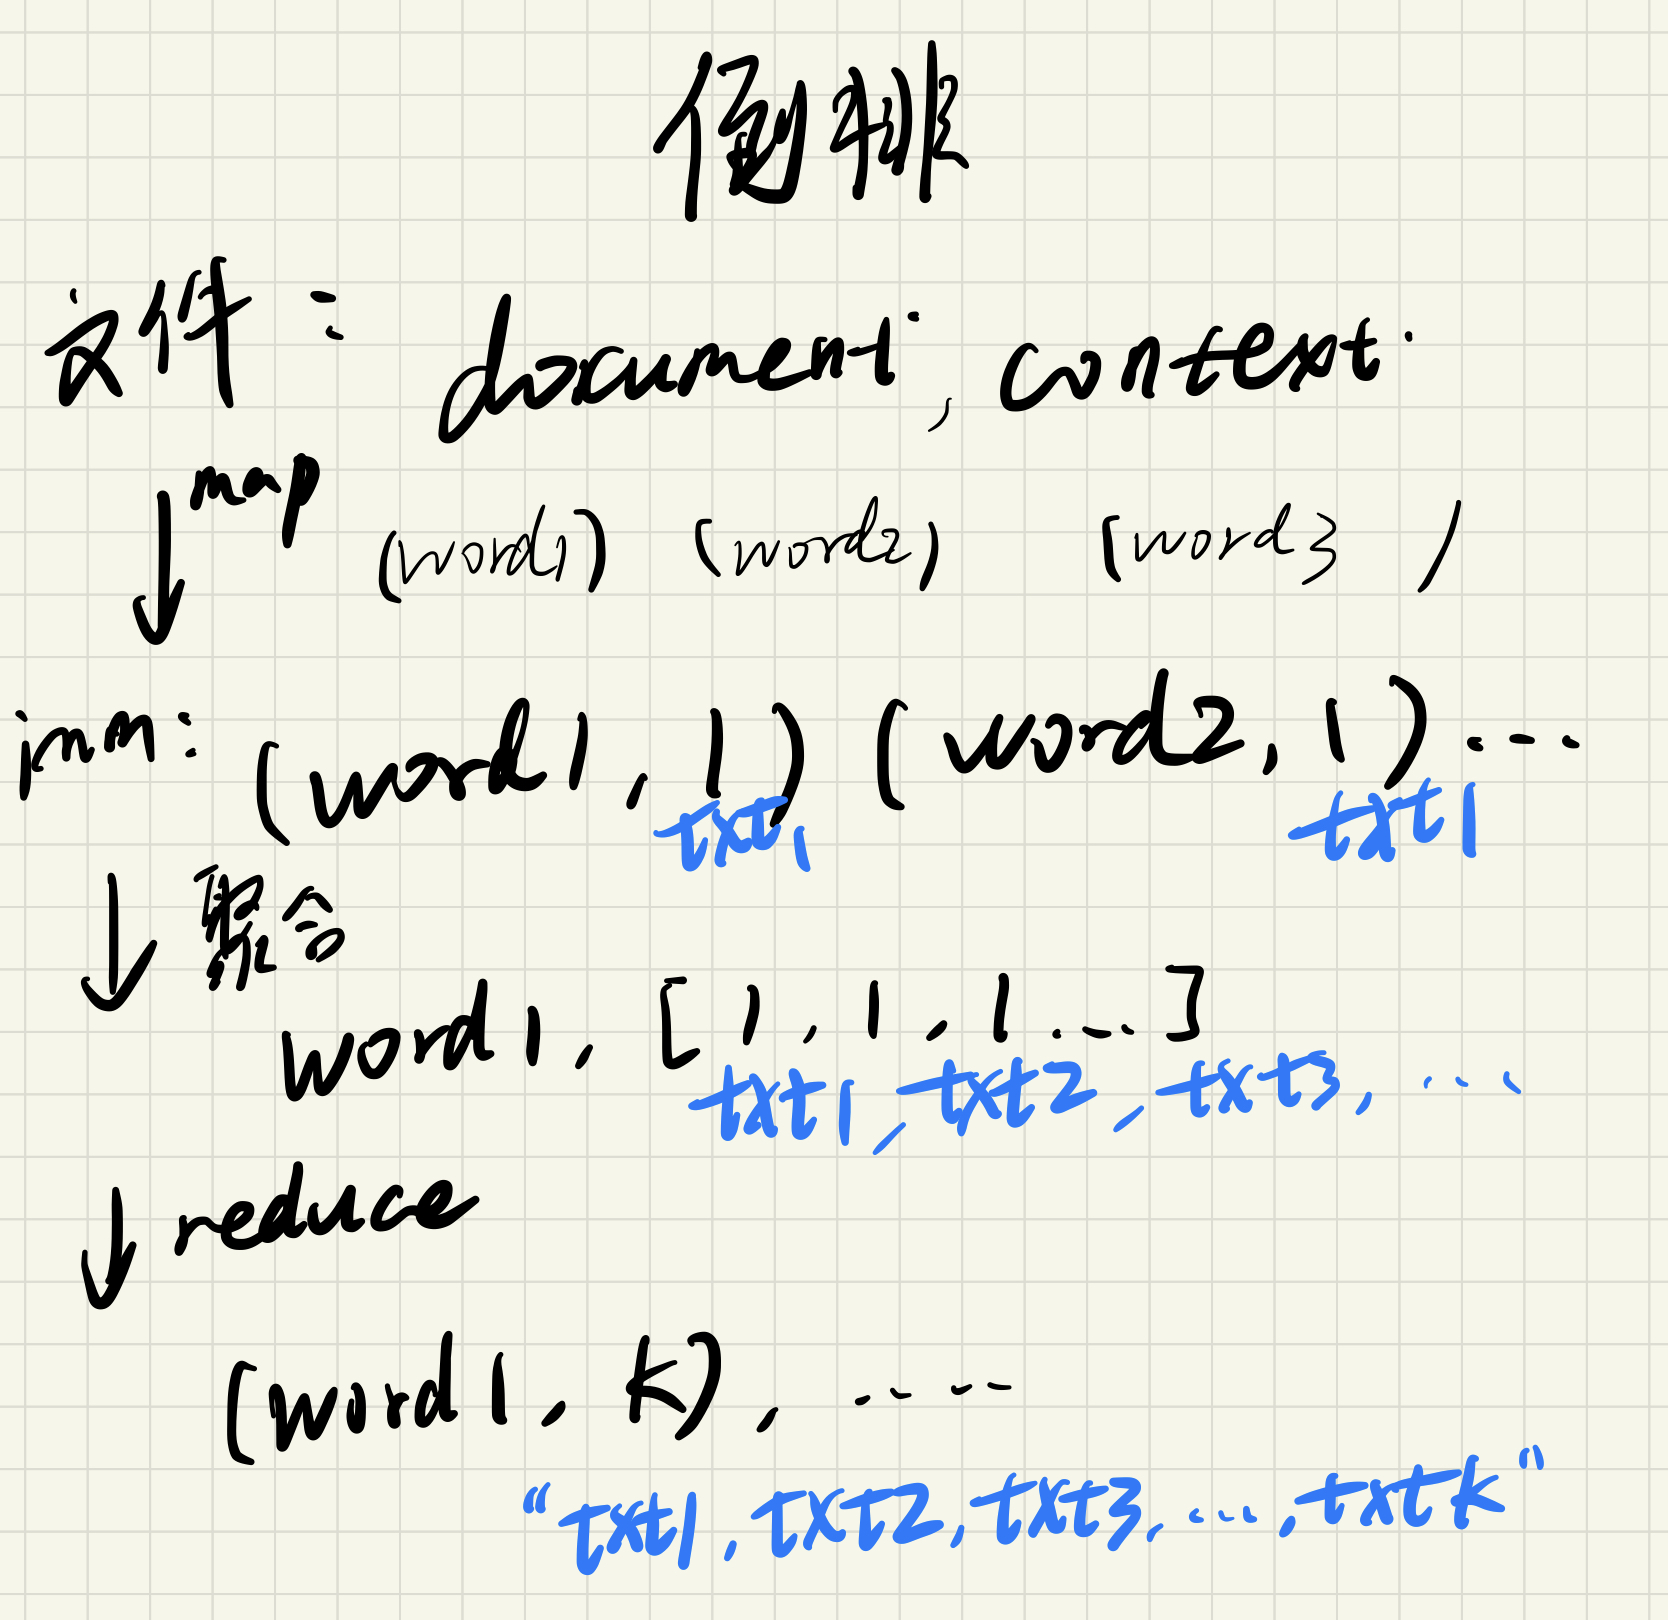 倒排
文件: document, context.
map
(word1) (word2) (word3)
imm: (word1, 1) (word2, 1)...
txt1 txt1
聚合
word1, [1, 1, 1 ...]
txt1, txt2, txt3, ...
reduce
(word1, k), ......
"txt1, txt2, txt3, ..., txtk"